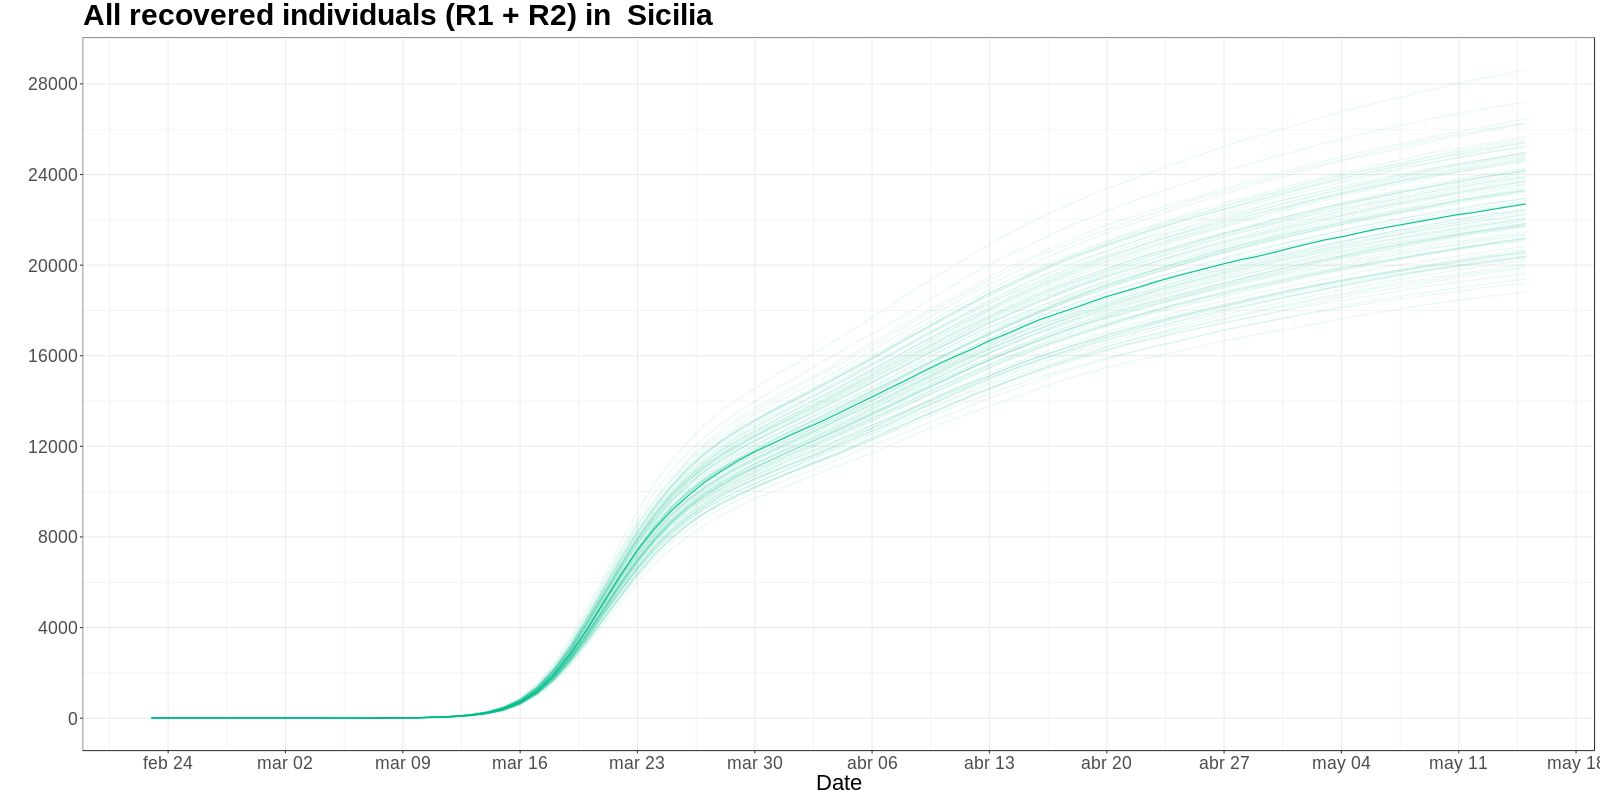 All recovered individuals (R1 + R2) in  Sicilia
28000
24000
20000
16000
12000
8000
4000
0
feb 24 mar 02 mar 09 mar 16 mar 23 mar 30 abr 06 abr 13 abr 20 abr 27 may 04 may 11 may 18
Date